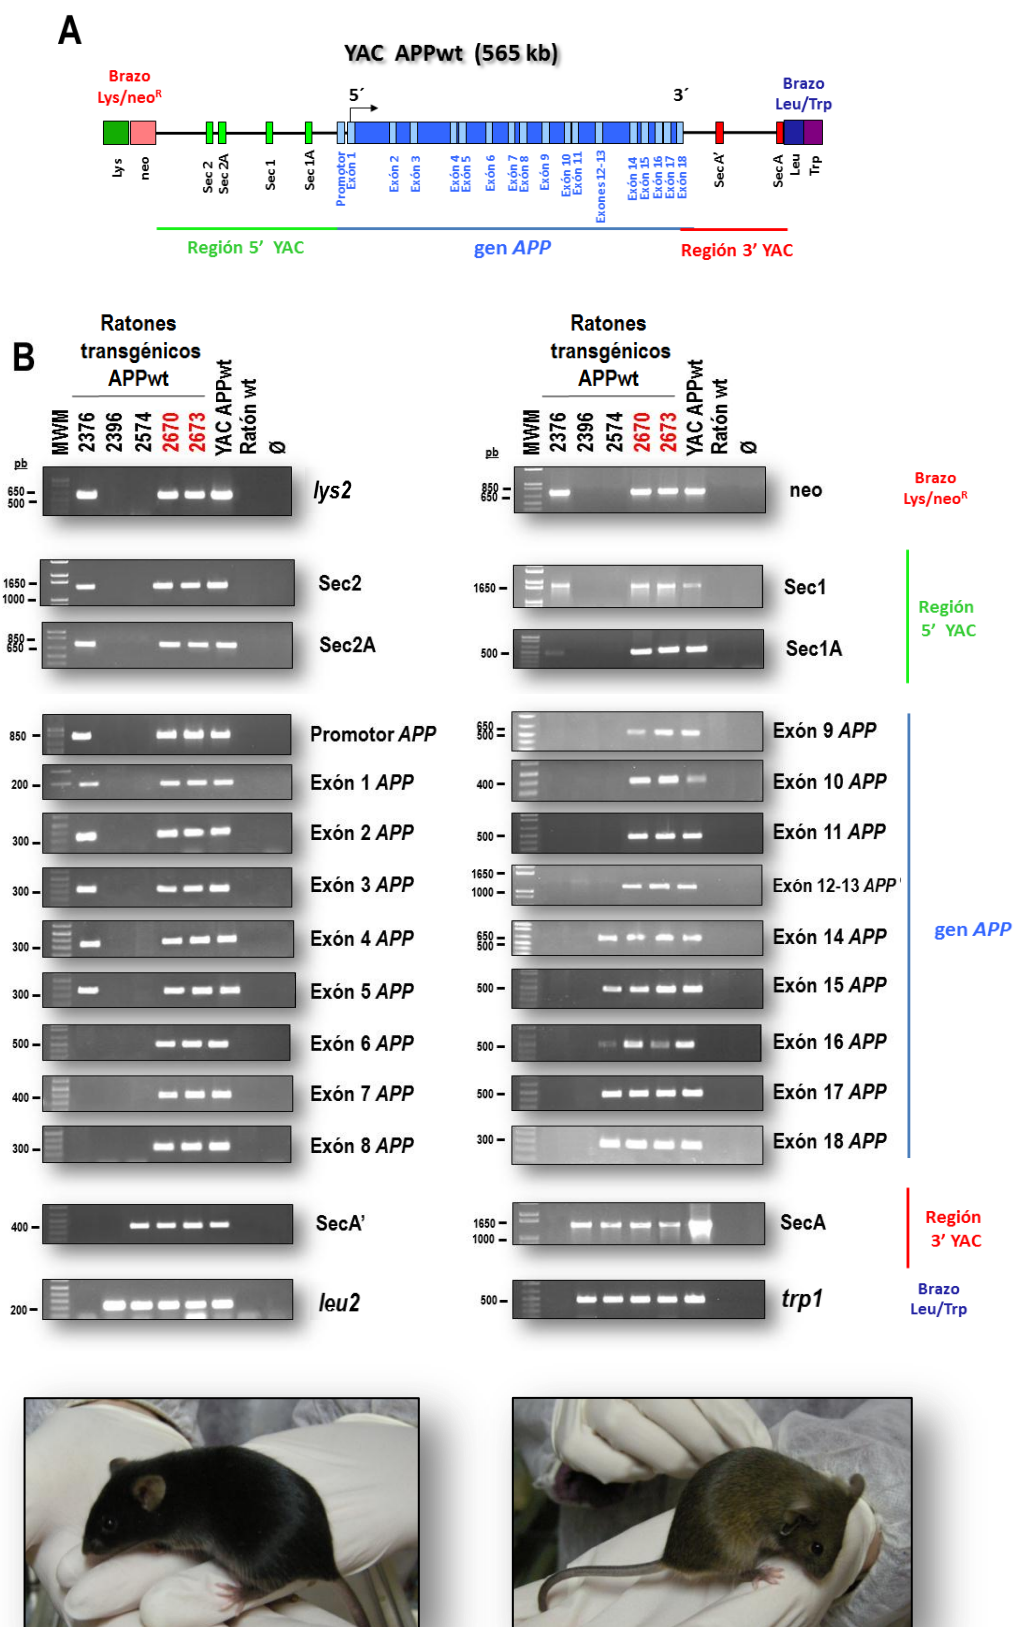 A
YAC APPwt (565 kb)
Brazo
Lys/neoR
5´
3´
Brazo
Leu/Trp
Lys
neo
Sec 2
Sec 2A
Sec 1
Sec 1A
Promotor
Exón 1
Exón 2
Exón 3
Exón 4
Exón 5
Exón 6
Exón 7
Exón 8
Exón 9
Exón 10
Exón 11
Exones 12-13
Exón 14
Exón 15
Exón 16
Exón 17
Exón 18
Sec A'
Sec A
Leu
Trp
Región 5' YAC
gen APP
Región 3' YAC
B
Ratones
transgénicos
APPwt
MWM
2376
2396
2574
2670
2673
YAC APPwt
Ratón wt
Ø
pb
650
500
lys2
1650
1000
Sec2
850
650
Sec2A
850
Promotor APP
200
Exón 1 APP
300
Exón 2 APP
300
Exón 3 APP
300
Exón 4 APP
300
Exón 5 APP
500
Exón 6 APP
400
Exón 7 APP
300
Exón 8 APP
400
SecA’
200
leu2
Ratones
transgénicos
APPwt
MWM
2376
2396
2574
2670
2673
YAC APPwt
Ratón wt
Ø
pb
850
650
neo
Brazo
Lys/neoR
1650
Sec1
500
Sec1A
Región
5' YAC
650
500
Exón 9 APP
400
Exón 10 APP
500
Exón 11 APP
1650
1000
Exón 12-13 APP
650
500
Exón 14 APP
500
Exón 15 APP
500
Exón 16 APP
500
Exón 17 APP
300
Exón 18 APP
gen APP
1650
1000
SecA
Región
3' YAC
500
trp1
Brazo
Leu/Trp